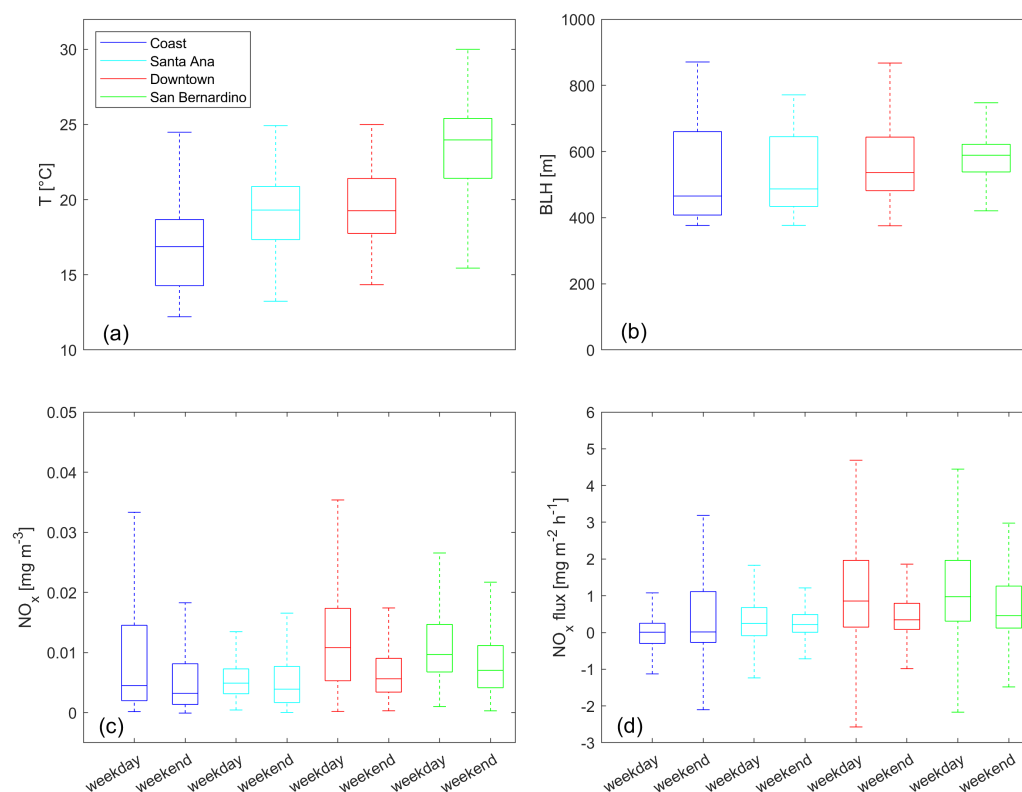 30
25
20
15
10
T [°C]
Coast
Santa Ana
Downtown
San Bernardino
(a)
1000
800
600
400
200
0
BLH [m]
(b)
0.05
0.04
0.03
0.02
0.01
0
NOx [mg m-3]
(c)
weekday
weekend
weekday
weekend
weekday
weekend
weekday
weekend
6
5
4
3
2
1
0
-1
-2
-3
NOx flux [mg m-2 h-1]
(d)
weekday
weekend
weekday
weekend
weekday
weekend
weekday
weekend